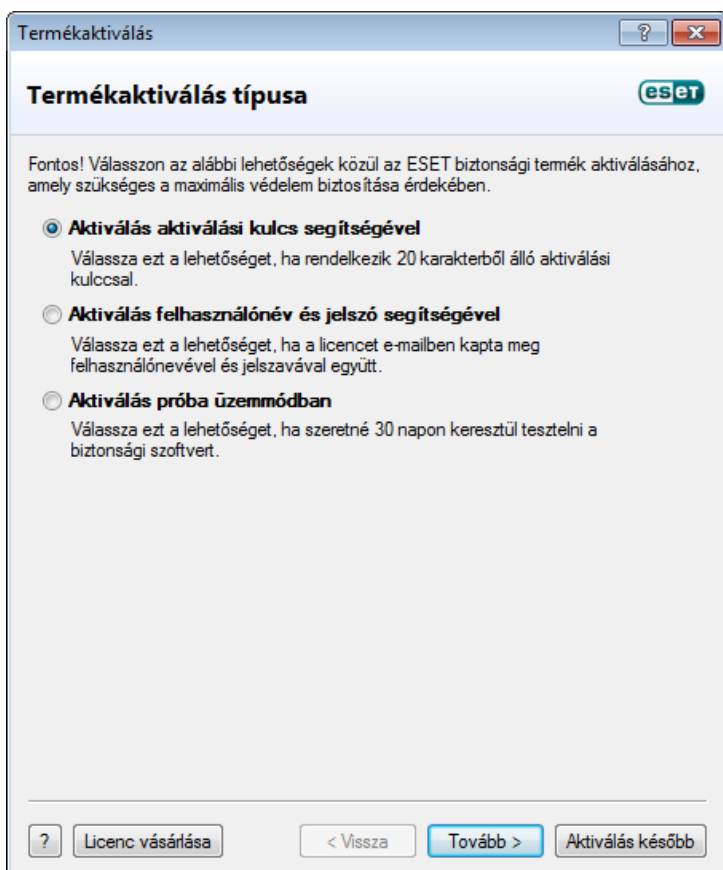 Termékaktiválás
?
Termékaktiválás típusa
eset
Fontos! Válasszon az alábbi lehetőségek közül az ESET biztonsági termék aktiválásához,
amely szükséges a maximális védelem biztosítása érdekében.
Aktiválás aktiválási kulcs segítségével
Válassza ezt a lehetőséget, ha rendelkezik 20 karakterből álló aktiválási
kulccsal.
Aktiválás felhasználónév és jelszó segítségével
Válassza ezt a lehetőséget, ha a licencet e-mailben kapta meg
felhasználónevével és jelszavával együtt.
Aktiválás próba üzemmódban
Válassza ezt a lehetőséget, ha szeretné 30 napon keresztül tesztelni a
biztonsági szoftvert.
? Licenc vásárlása < Vissza Tovább > Aktiválás később